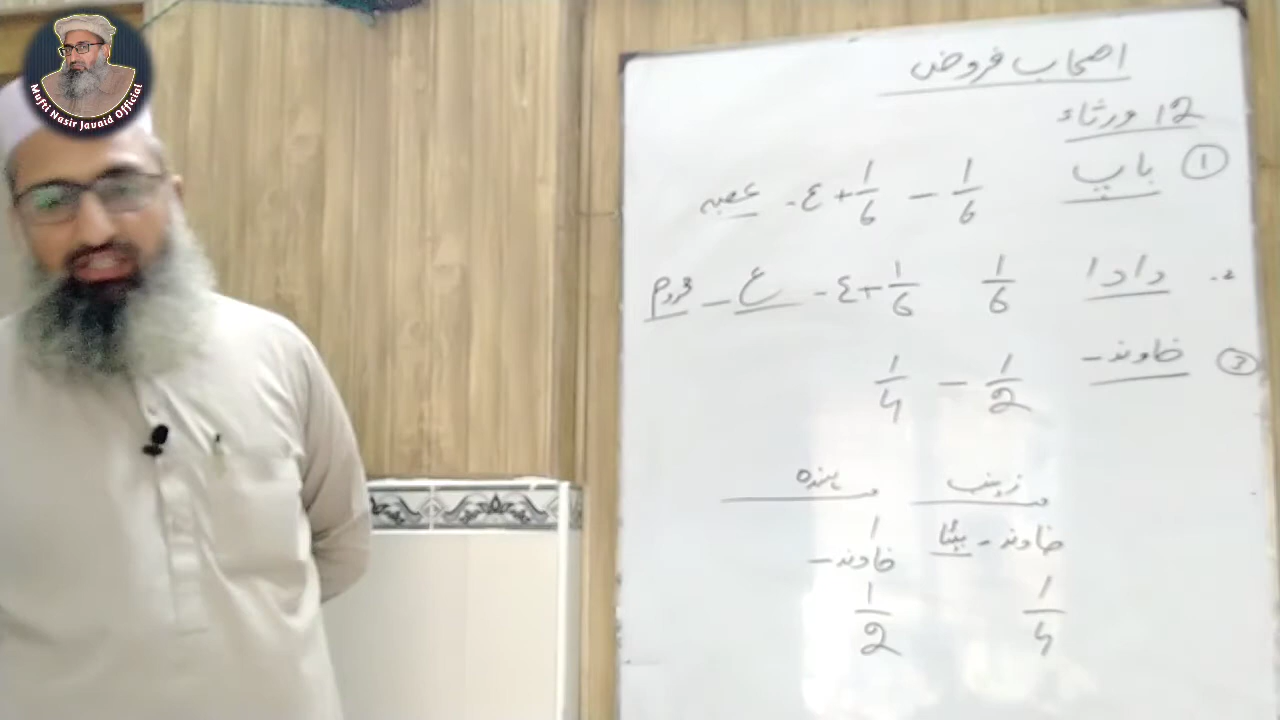 Mufti Nasir Javaid Official
اصحاب فروض
12 ورثاء
① باپ 1/6 - 1/6 + ع - عصبہ
2- دادا 1/6 1/6 + ع - ع - محروم
③ خاوند - 1/2 - 1/4
زینب
خاوند - بیٹا
1/4
خاوند -
1/2